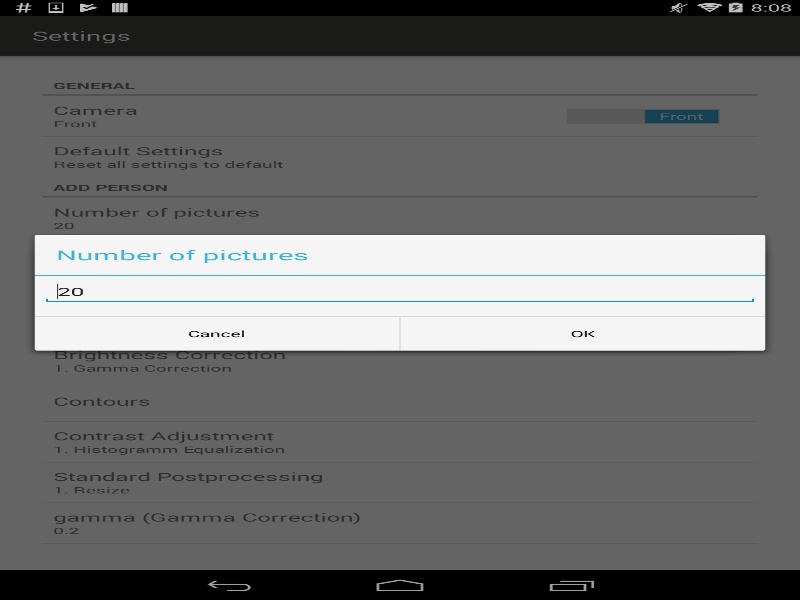 8:08
Settings
GENERAL
Camera
Front
Front
Default Settings
Reset all settings to default
ADD PERSON
Number of pictures
20
Number of pictures
20
Cancel
OK
Brightness Correction
1. Gamma Correction
Contours
Contrast Adjustment
1. Histogramm Equalization
Standard Postprocessing
1. Resize
gamma (Gamma Correction)
0.2